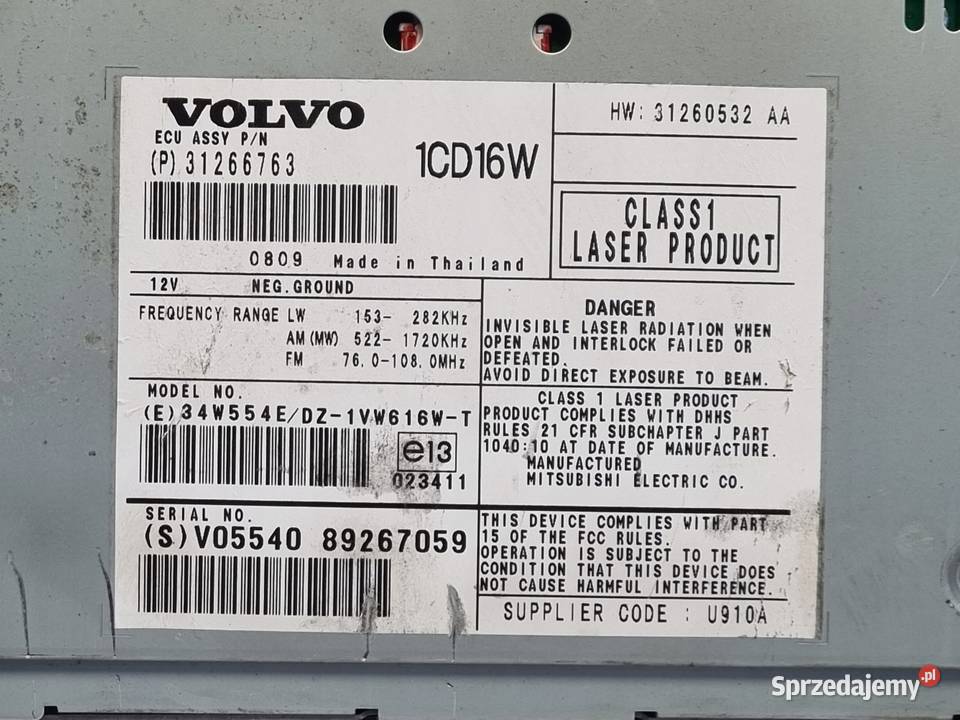 VOLVO
ECU ASSY P/N
(P) 31266763
1CD16W
0809 Made in Thailand
HW: 31260532 AA
CLASS1
LASER PRODUCT
12V NEG.GROUND
FREQUENCY RANGE LW 153- 282KHz
AM(MW) 522- 1720KHz
FM 76.0-108.0MHz
DANGER
INVISIBLE LASER RADIATION WHEN
OPEN AND INTERLOCK FAILED OR
DEFEATED.
AVOID DIRECT EXPOSURE TO BEAM.
MODEL NO.
(E)34W554E/DZ-1VW616W-T
e13
023411
CLASS 1 LASER PRODUCT
PRODUCT COMPLIES WITH DHHS
RULES 21 CFR SUBCHAPTER J PART
1040:10 AT DATE OF MANUFACTURE.
MANUFACTURED
MITSUBISHI ELECTRIC CO.
SERIAL NO.
(S)V05540 89267059
THIS DEVICE COMPLIES WITH PART
15 OF THE FCC RULES.
OPERATION IS SUBJECT TO THE
CONDITION THAT THIS DEVICE DOES
NOT CAUSE HARMFUL INTERFERENCE.
SUPPLIER CODE : U910A
Sprzedajemy.pl